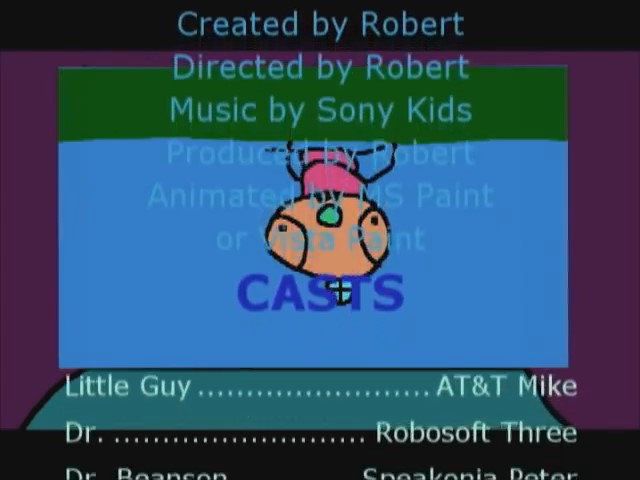 Created by Robert
Directed by Robert
Music by Sony Kids
Produced by Robert
Animated by MS Paint
or Vista Paint
CASTS
Little Guy ........................ AT&T Mike
Dr. .......................... Robosoft Three
Dr. Beanson .............. Speakonia Peter